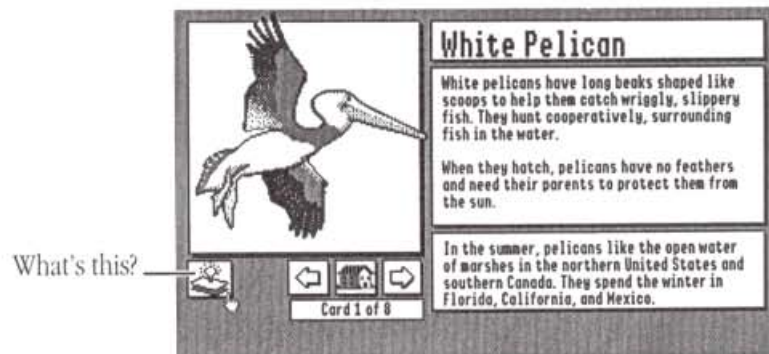 White Pelican
White pelicans have long beaks shaped like
scoops to help them catch wriggly, slippery
fish. They hunt cooperatively, surrounding
fish in the water.
When they hatch, pelicans have no feathers
and need their parents to protect them from
the sun.
What's this?
Card 1 of 8
In the summer, pelicans like the open water
of marshes in the northern United States and
southern Canada. They spend the winter in
Florida, California, and Mexico.